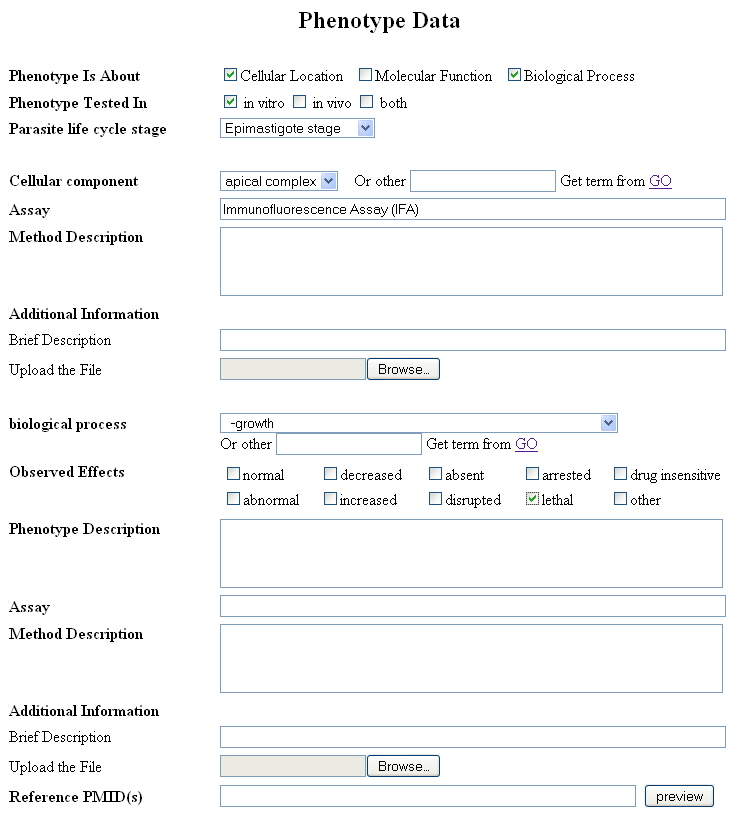 Phenotype Data
Phenotype Is About Cellular Location Molecular Function Biological Process
Phenotype Tested In in vitro in vivo both
Parasite life cycle stage Epimastigote stage
Cellular component apical complex Or other Get term from GO
Assay Immunofluorescence Assay (IFA)
Method Description
Additional Information
Brief Description
Upload the File Browse...
biological process -growth
Or other Get term from GO
Observed Effects normal decreased absent arrested drug insensitive
abnormal increased disrupted lethal other
Phenotype Description
Assay
Method Description
Additional Information
Brief Description
Upload the File Browse...
Reference PMID(s) preview